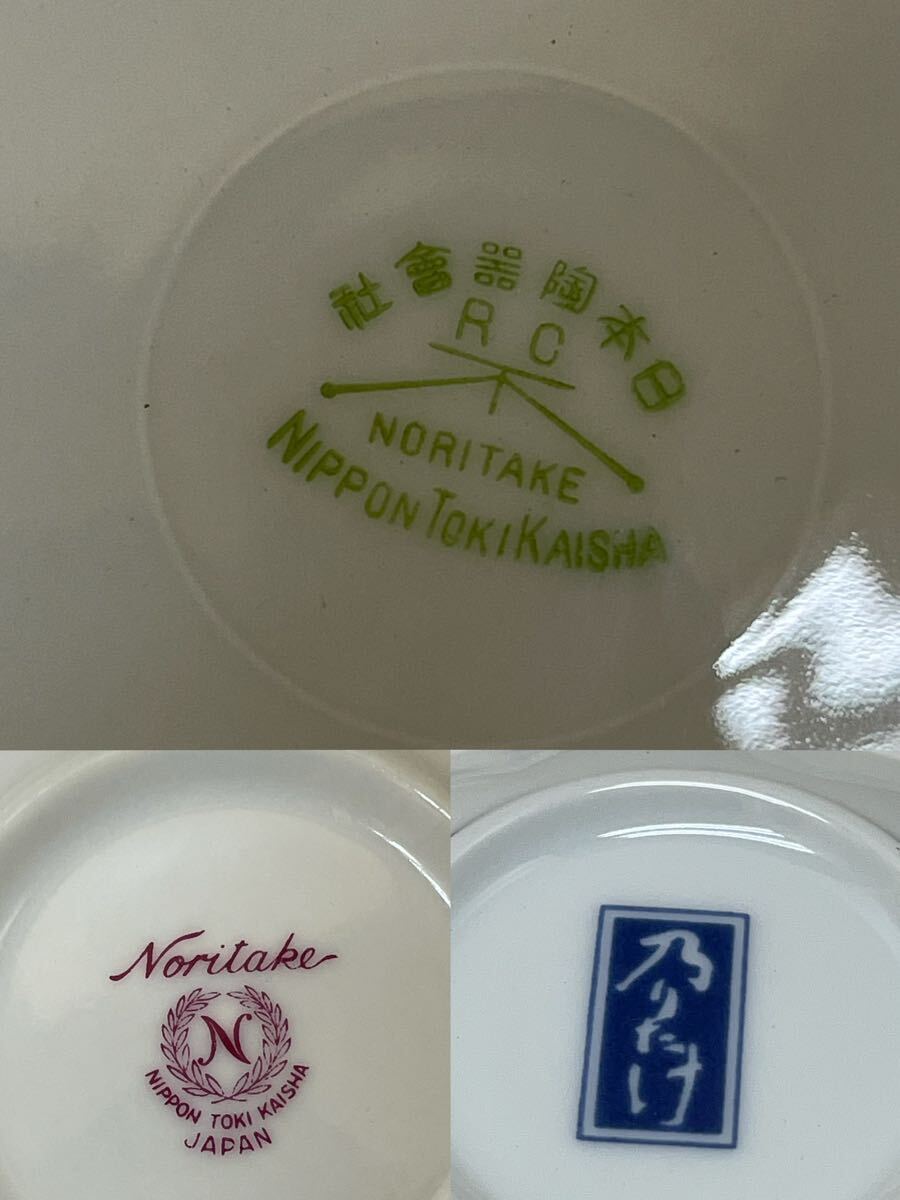 日本陶器會社
R C
NORITAKE
NIPPON TOKI KAISHA
Noritake
N
NIPPON TOKI KAISHA
JAPAN
乃りたけ